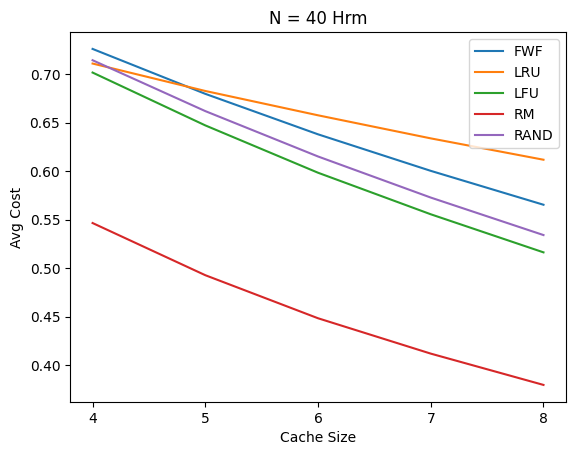 N = 40 Hrm
FWF
LRU
LFU
RM
RAND
0.70
0.65
0.60
0.55
0.50
0.45
0.40
Avg Cost
4 5 6 7 8
Cache Size